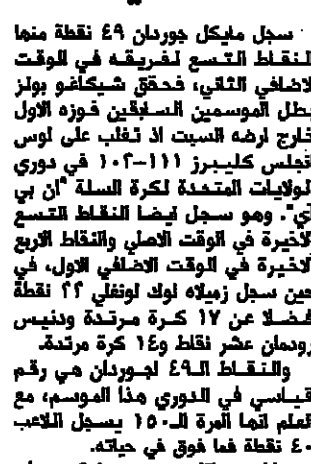 سجل مايكل جوردان ٤٩ نقطة منها
النقاط التسع لفريقه في الوقت
الاضافي الثاني، فحقق شيكاغو بولز
بطل الموسمين السابقين فوزه الاول
خارج ارضه السبت اذ تغلب على لوس
انجلس كليبرز ١١١-١٠٢ في دوري
الولايات المتحدة لكرة السلة "ان بي
آي". وهو سجل ايضا النقاط التسع
الاخيرة في الوقت الاصلي والنقاط الاربع
الاخيرة في الوقت الاضافي الاول، في
حين سجل زميلاه لوك لونغلي ٢٢ نقطة
فضلا عن ١٧ كرة مرتدة ودنيس
رودمان عشر نقاط و١٤ كرة مرتدة.
والنقاط الـ٤٩ لجوردان هي رقم
قياسي في الدوري هذا الموسم، مع
العلم انها المرة الـ١٥٠ يسجل اللاعب
٤٠ نقطة فما فوق في حياته.